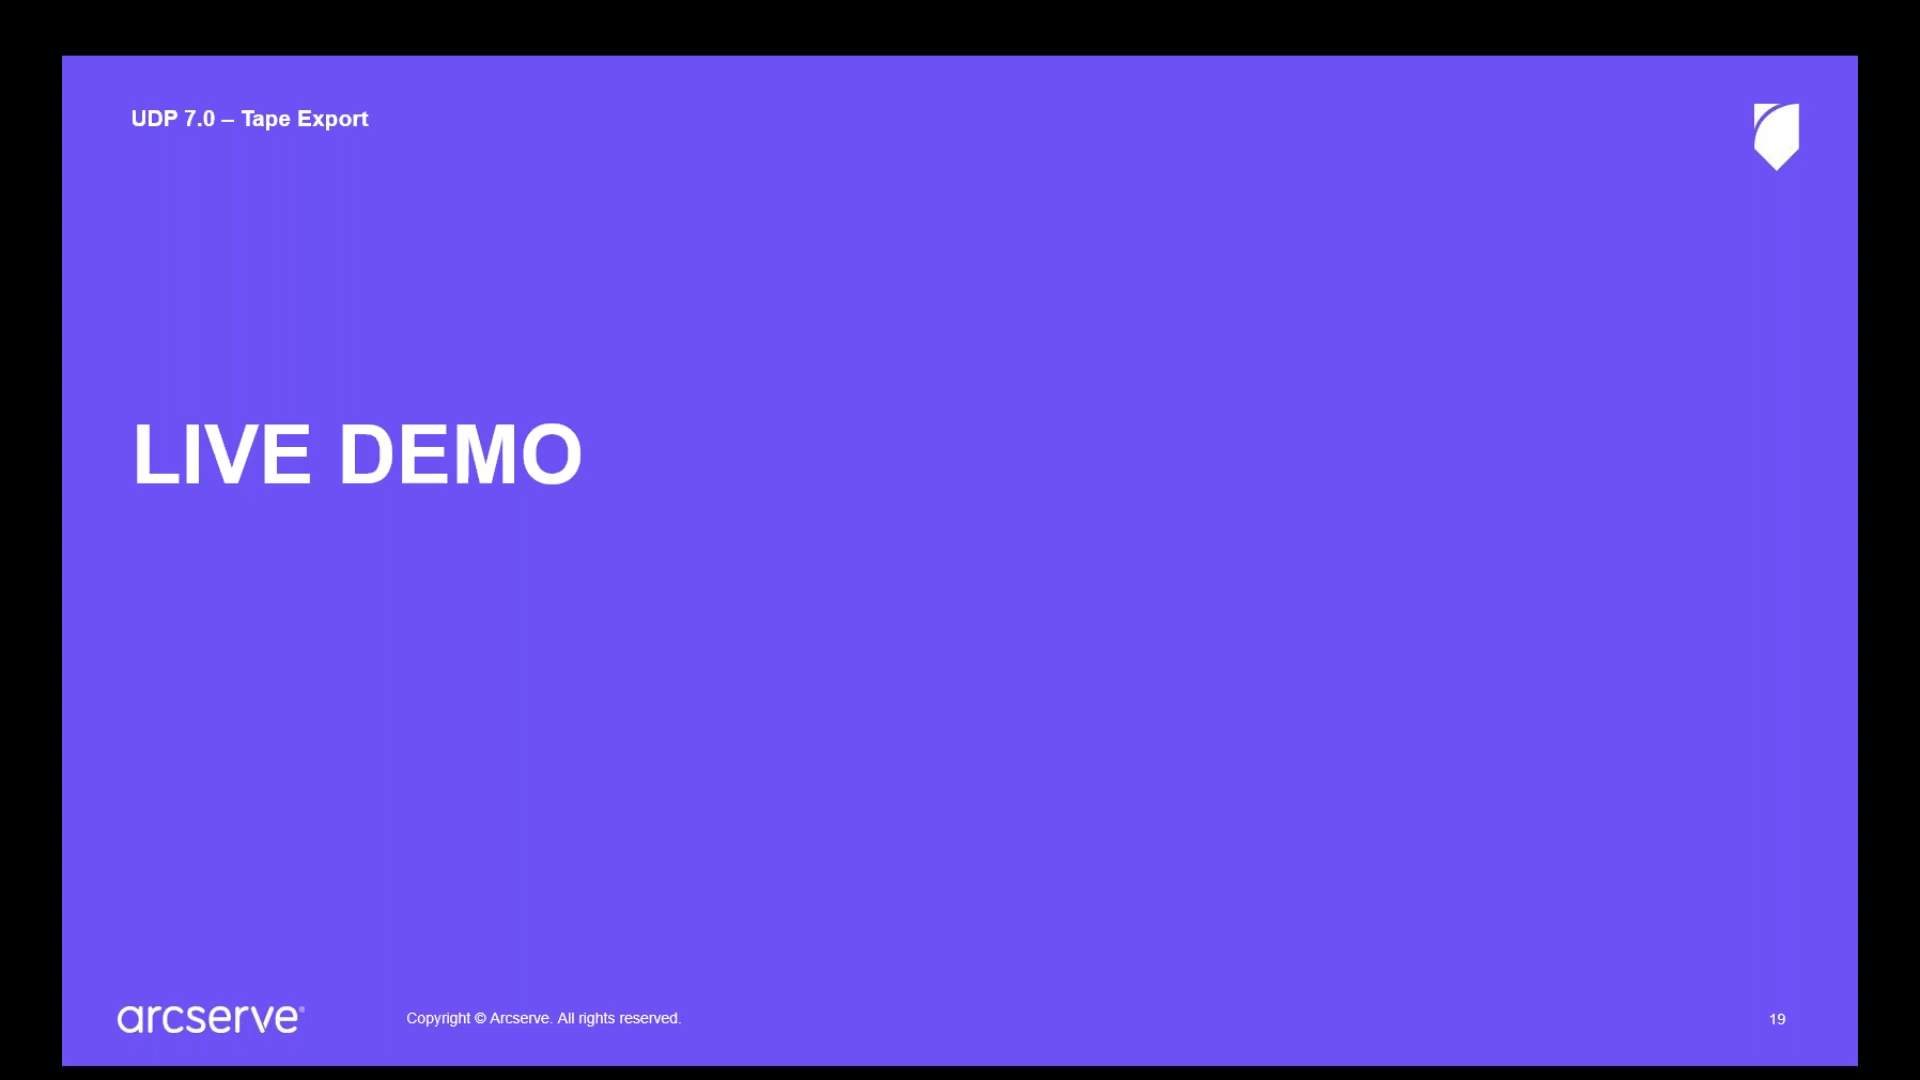 UDP 7.0 – Tape Export
LIVE DEMO
arcserve®
Copyright © Arcserve. All rights reserved.
19